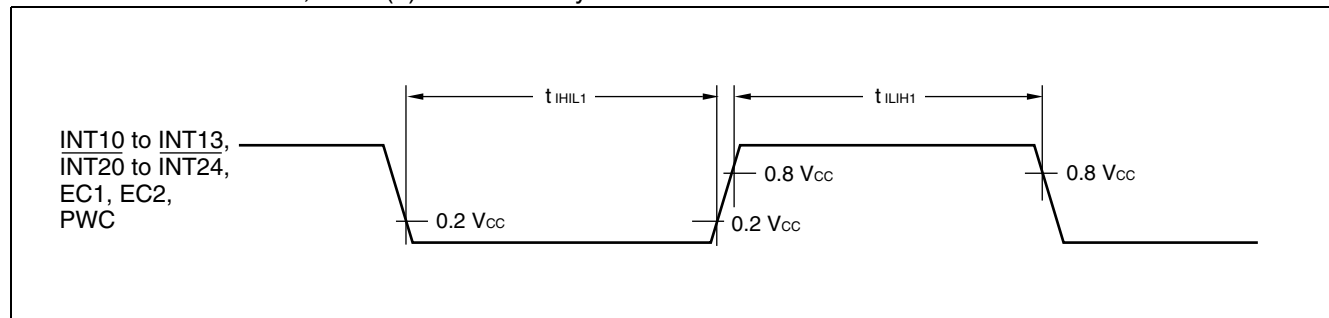 t IHIL1
t ILIH1
INT10 to INT13,
INT20 to INT24,
EC1, EC2,
PWC
0.8 VCC
0.8 VCC
0.2 VCC
0.2 VCC